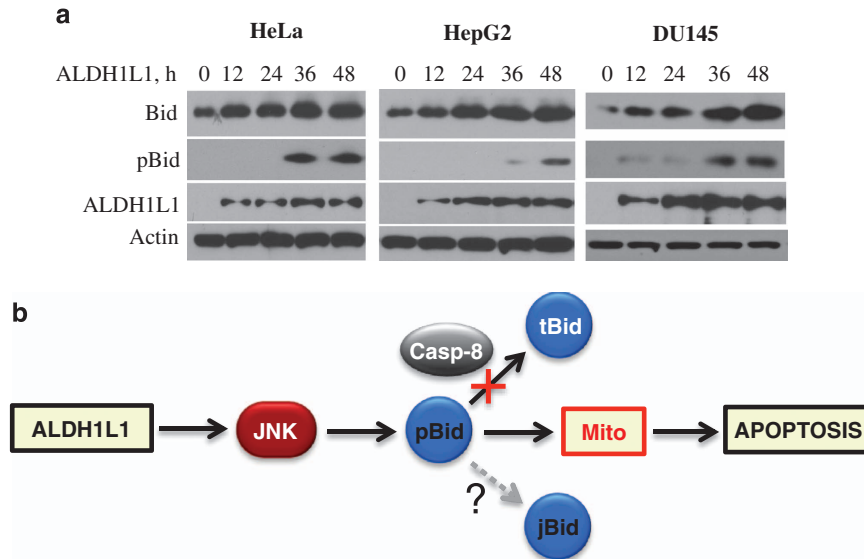 a
HeLa HepG2 DU145
ALDH1L1, h 0 12 24 36 48 0 12 24 36 48 0 12 24 36 48
Bid
pBid
ALDH1L1
Actin
b
tBid
Casp-8
ALDH1L1 JNK pBid Mito APOPTOSIS
?
jBid